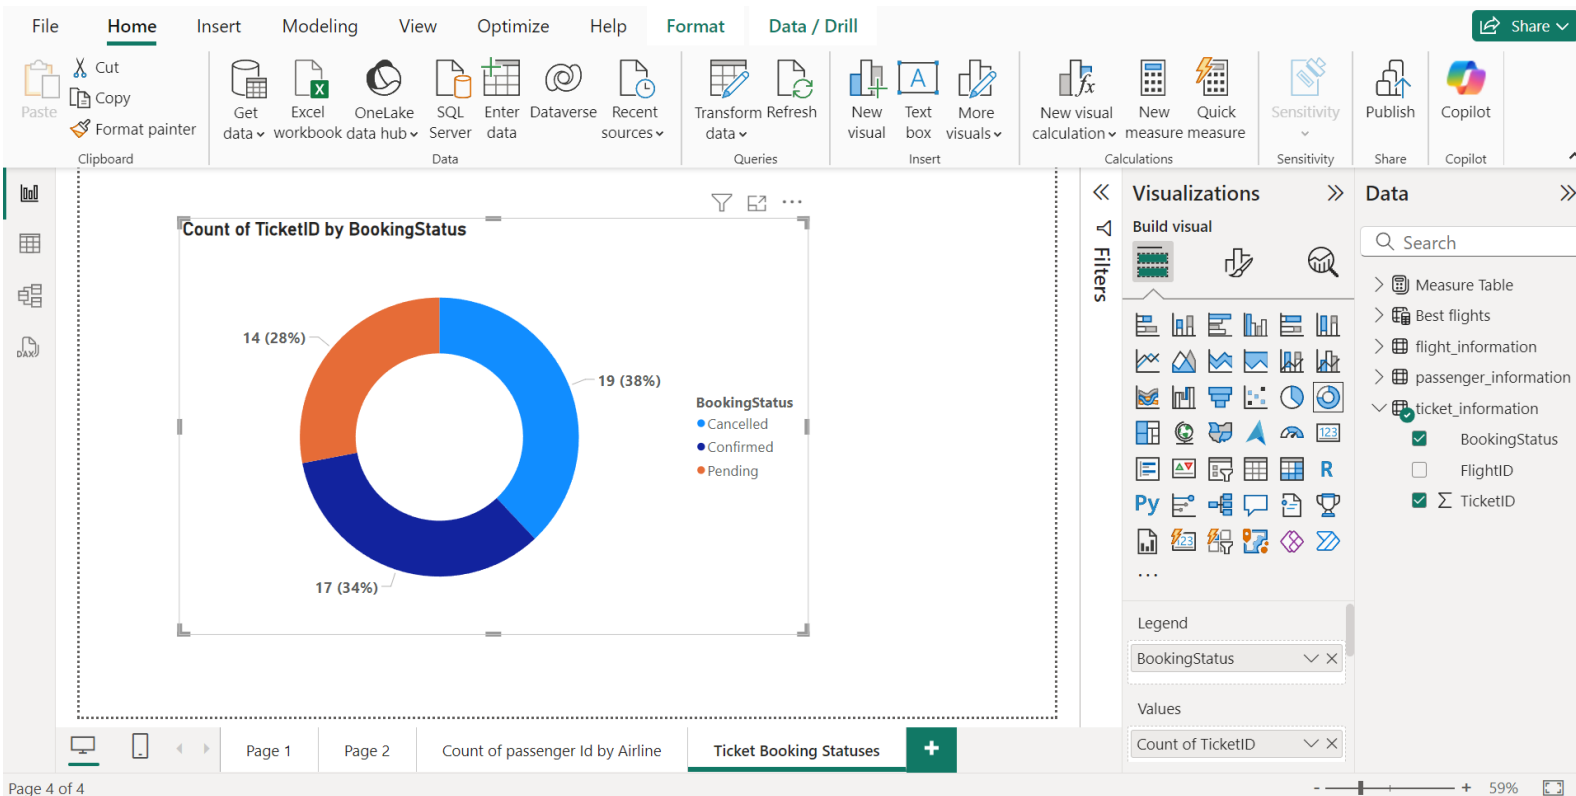 File Home Insert Modeling View Optimize Help Format Data / Drill Share
Paste
Cut
Copy
Format painter
Clipboard
Get data
Excel workbook
OneLake data hub
SQL Server
Enter data
Dataverse
Recent sources
Data
Transform data
Refresh
Queries
New visual
Text box
More visuals
Insert
New visual calculation
New measure
Quick measure
Calculations
Sensitivity
Sensitivity
Publish
Share
Copilot
Copilot
Count of TicketID by BookingStatus
14 (28%)
19 (38%)
17 (34%)
BookingStatus
Cancelled
Confirmed
Pending
Filters
Visualizations
Build visual
123
R
Py
123
Legend
BookingStatus
Values
Count of TicketID
Data
Search
Measure Table
Best flights
flight_information
passenger_information
ticket_information
BookingStatus
FlightID
Σ TicketID
DAX
Page 1
Page 2
Count of passenger Id by Airline
Ticket Booking Statuses
+
Page 4 of 4
- + 59%